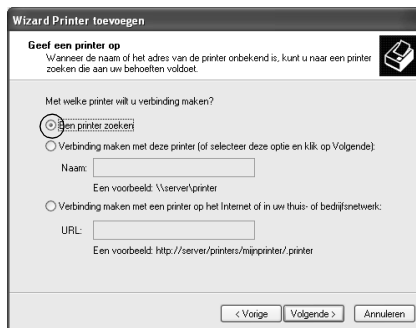 Wizard Printer toevoegen
Geef een printer op
Wanneer de naam of het adres van de printer onbekend is, kunt u naar een printer
zoeken die aan uw behoeften voldoet.
Met welke printer wilt u verbinding maken?
Een printer zoeken
Verbinding maken met deze printer (of selecteer deze optie en klik op Volgende):
Naam:
Een voorbeeld: \\server\printer
Verbinding maken met een printer op het Internet of in uw thuis- of bedrijfsnetwerk:
URL:
Een voorbeeld: http://server/printers/mijnprinter/.printer
< Vorige
Volgende >
Annuleren